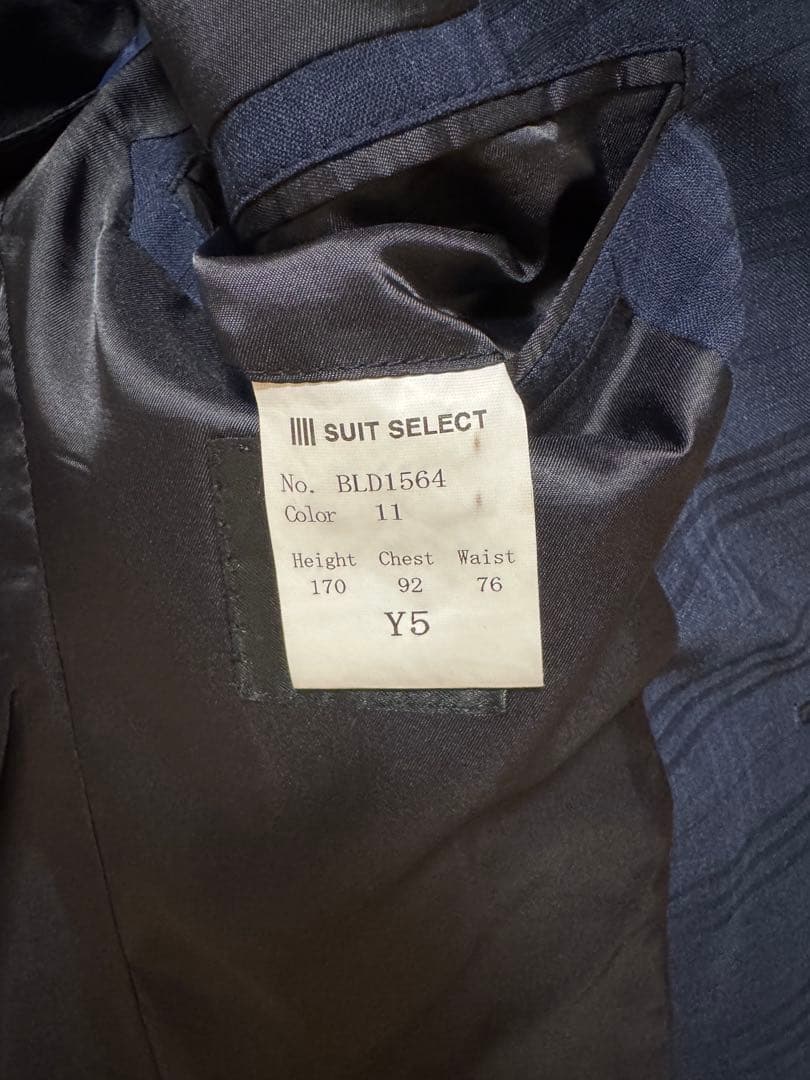 SUIT SELECT
No. BLD1564
Color 11
Height Chest Waist
170 92 76
Y5